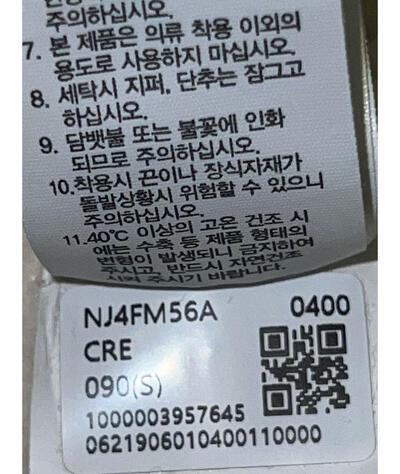 주의하십시오.
7. 본 제품은 의류 착용 이외의
용도로 사용하지 마십시오.
8. 세탁시 지퍼, 단추는 잠그고
하십시오.
9. 담뱃불 또는 불꽃에 인화
되므로 주의하십시오.
10.착용시 끈이나 장식자재가
돌발상황시 위험할 수 있으니
주의하십시오.
11.40℃ 이상의 고온 건조 시
에는 수축 등 제품 형태의
변형이 발생되니 금지하여
주시고, 반드시 자연건조
시켜 주시기 바랍니다.
NJ4FM56A 0400
CRE
090(S)
1000003957645
0621906010400110000